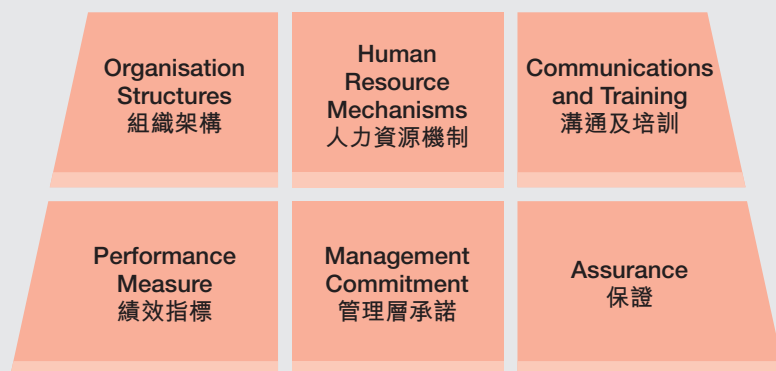 Organisation
Structures
組織架構
Human
Resource
Mechanisms
人力資源機制
Communications
and Training
溝通及培訓
Performance
Measure
績效指標
Management
Commitment
管理層承諾
Assurance
保證